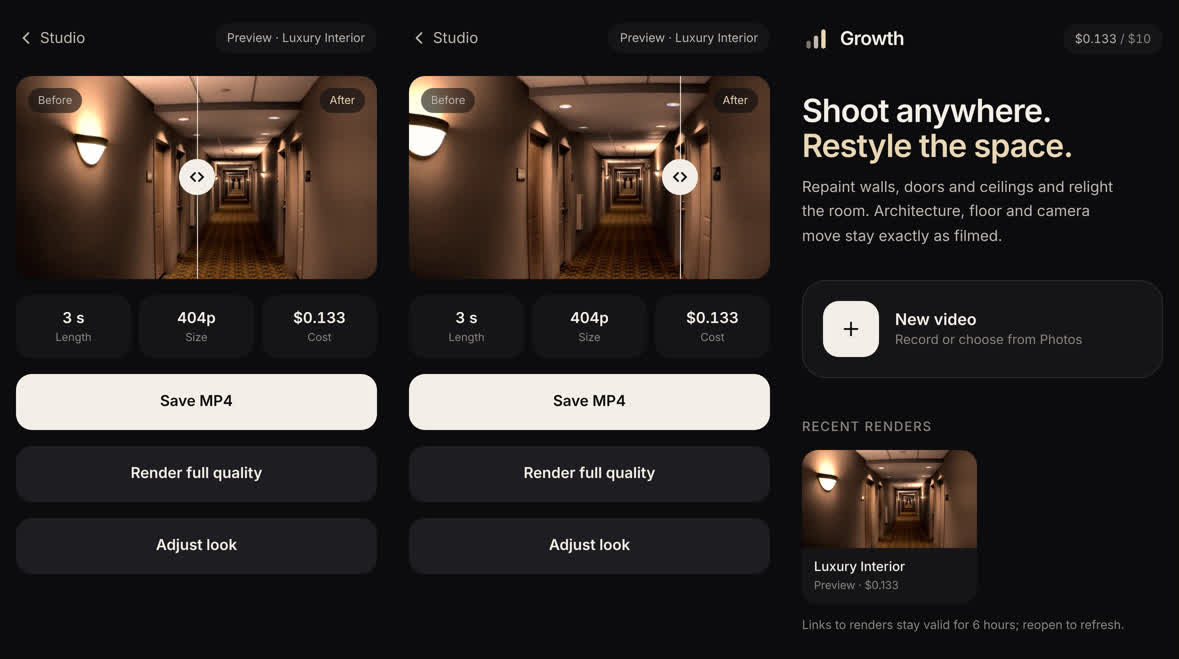 Studio
Preview · Luxury Interior
Before
After
3 s
Length
404p
Size
$0.133
Cost
Save MP4
Render full quality
Adjust look
Studio
Preview · Luxury Interior
Before
After
3 s
Length
404p
Size
$0.133
Cost
Save MP4
Render full quality
Adjust look
Growth
$0.133 / $10
Shoot anywhere.
Restyle the space.
Repaint walls, doors and ceilings and relight
the room. Architecture, floor and camera
move stay exactly as filmed.
New video
Record or choose from Photos
RECENT RENDERS
Luxury Interior
Preview · $0.133
Links to renders stay valid for 6 hours; reopen to refresh.